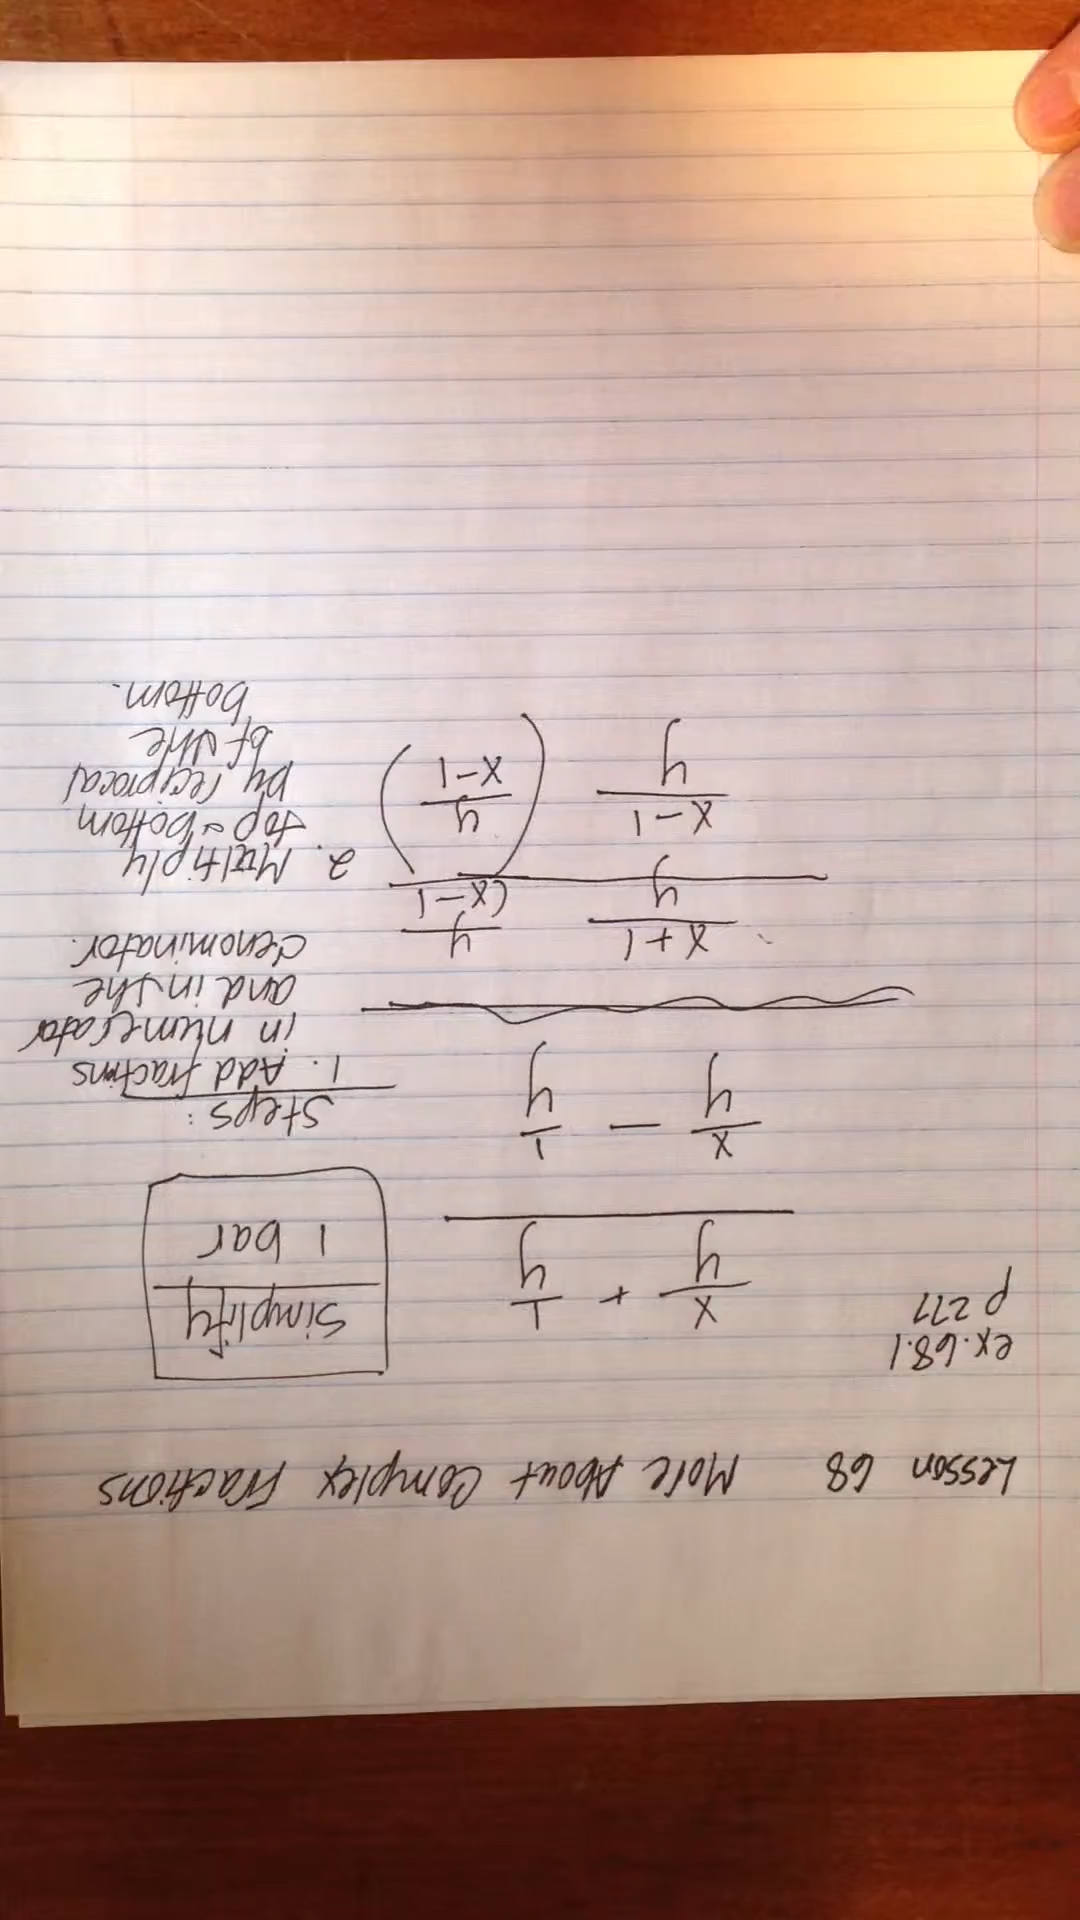 Lesson 68 More About Complex Fractions
ex. 68.1
p 277
x/y + 1/y
x/y - 1/y
Simplify
1 bar
Steps:
1. Add fractions
in numerator
and in the
denominator.
x+1/y y/(x-1
x-1/y (y/x-1)
2. Multiply
top & bottom
by reciprocal
of the
bottom.